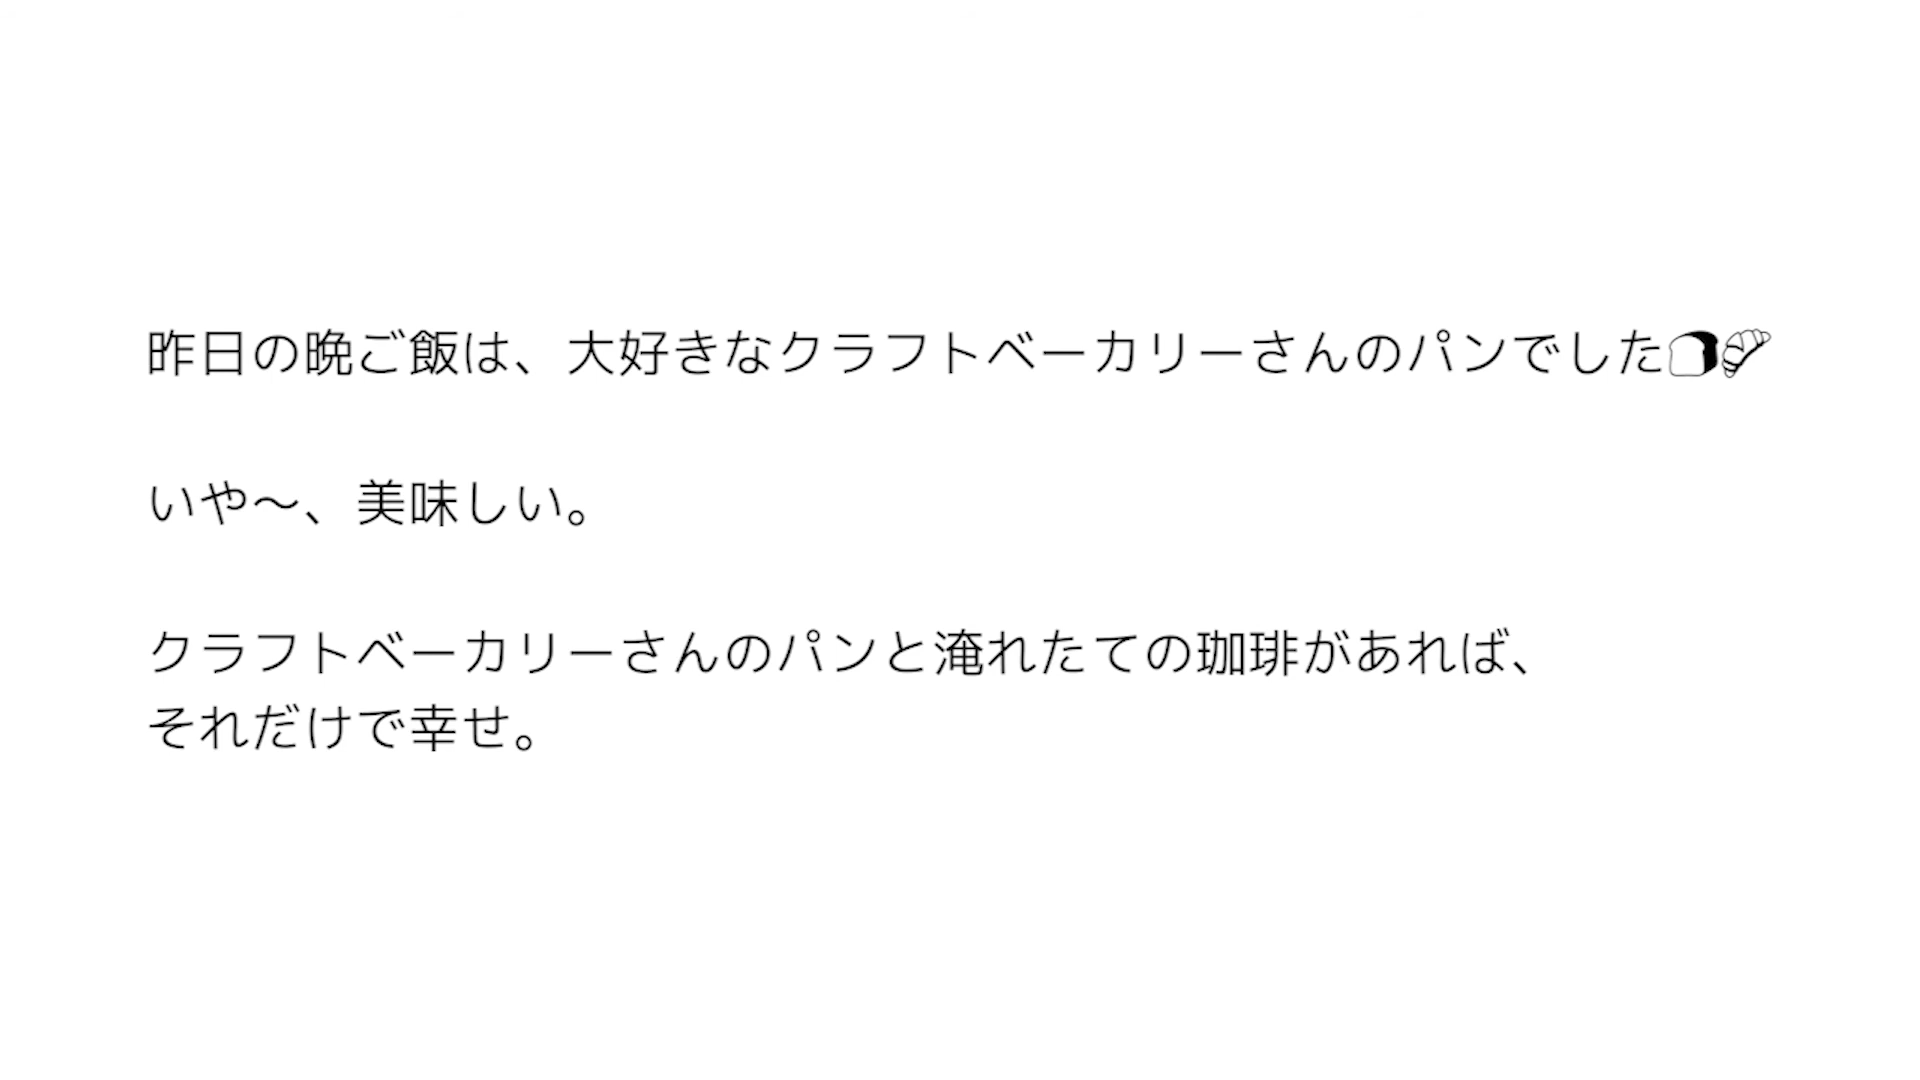 昨日の晩ご飯は、大好きなクラフトベーカリーさんのパンでした🍞🥐
いや〜、美味しい。
クラフトベーカリーさんのパンと淹れたての珈琲があれば、
それだけで幸せ。